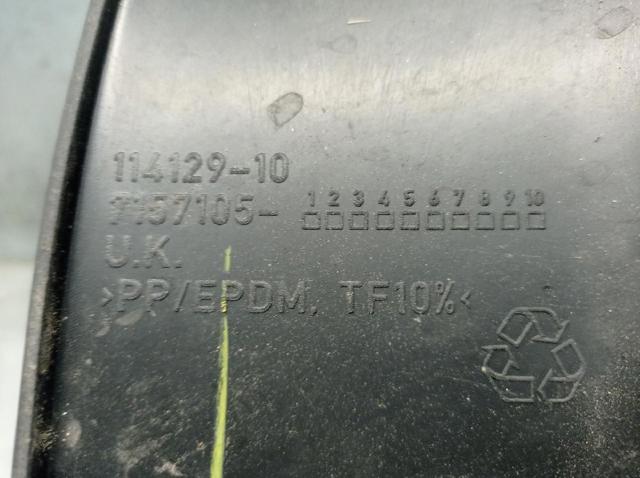 114129-10
7157105- 1 2 3 4 5 6 7 8 9 10
U.K.
>PP/EPDM, TF10%<